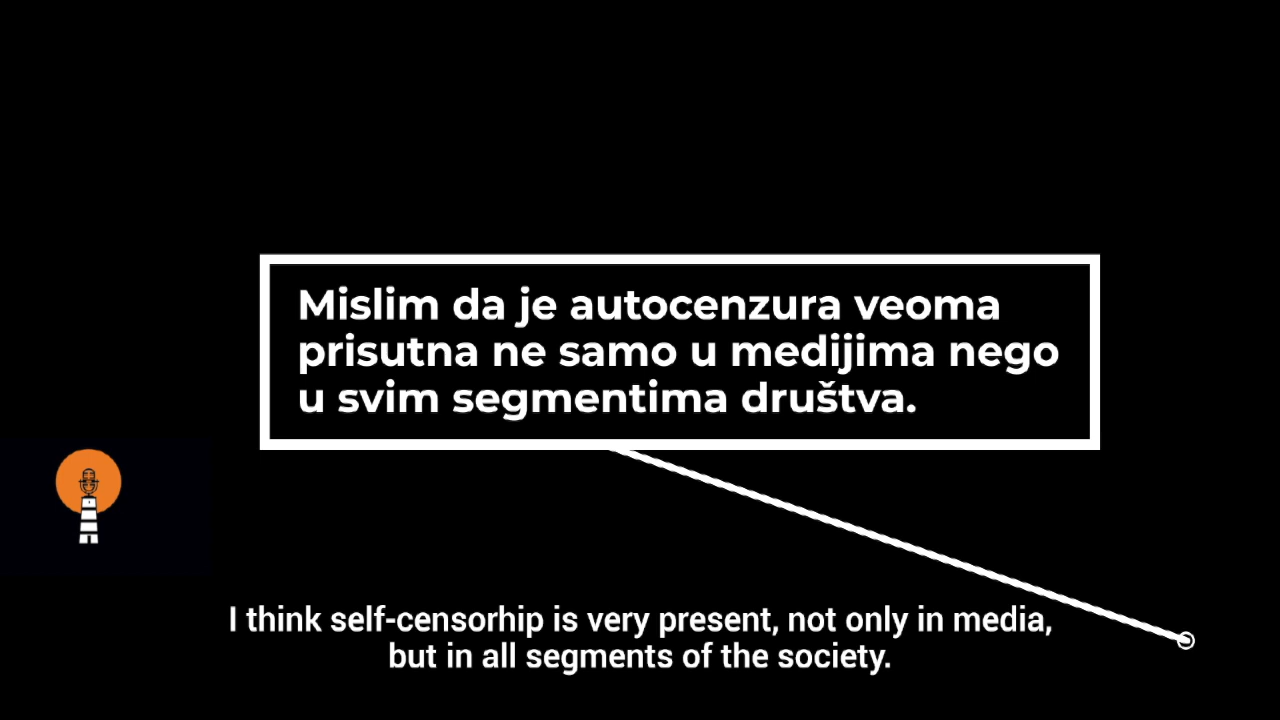 Mislim da je autocenzura veoma
prisutna ne samo u medijima nego
u svim segmentima društva.
I think self-censorhip is very present, not only in media,
but in all segments of the society.